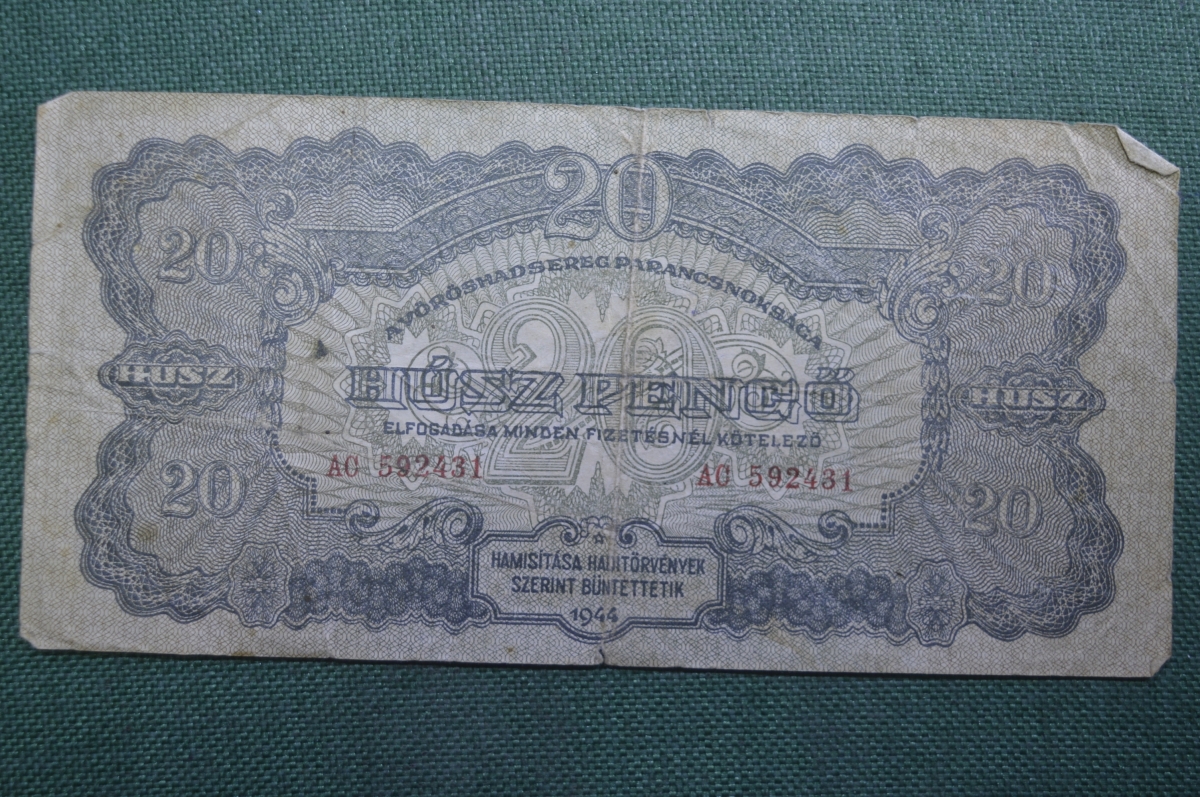 20
20 20
A VÖRÖSHADSEREG PARANCSNOKSÁGA
20
HÚSZ HÚSZ PENGŐ HÚSZ
ELFOGADÁSA MINDEN FIZETÉSNÉL KÖTELEZŐ
AC 592431 AC 592431
20 20
HAMISÍTÁSA HADITÖRVÉNYEK
SZERINT BÜNTETTETIK
1944